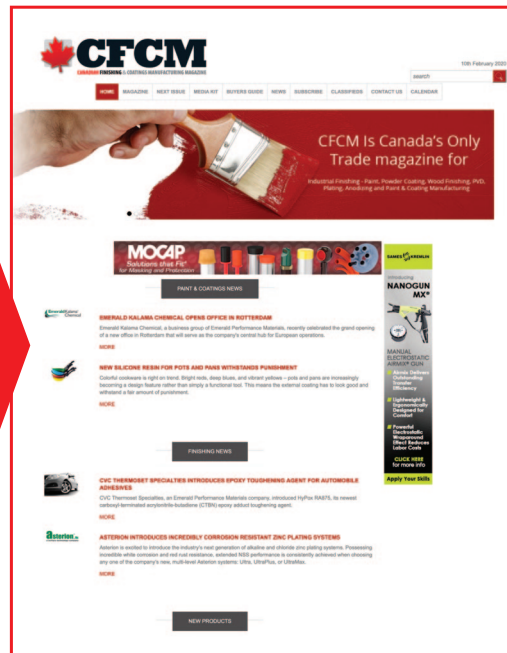 CFCM
CANADIAN FINISHING & COATINGS MANUFACTURING MAGAZINE
10th February 2020
search
HOME MAGAZINE NEXT ISSUE MEDIA KIT BUYERS GUIDE NEWS SUBSCRIBE CLASSIFIEDS CONTACT US CALENDAR
CFCM Is Canada's Only
Trade magazine for
Industrial Finishing - Paint, Powder Coating, Wood Finishing, PVD,
Plating, Anodizing and Paint & Coating Manufacturing
MOCAP
Solutions that Fit®
for Masking and Protection
PAINT & COATINGS NEWS
EmeraldKalama
Chemical
EMERALD KALAMA CHEMICAL OPENS OFFICE IN ROTTERDAM
Emerald Kalama Chemical, a business group of Emerald Performance Materials, recently celebrated the grand opening
of a new office in Rotterdam that will serve as the company's central hub for European operations.
MORE
NEW SILICONE RESIN FOR POTS AND PANS WITHSTANDS PUNISHMENT
Colorful cookware is right on trend. Bright reds, deep blues, and vibrant yellows – pots and pans are increasingly
becoming a design feature rather than simply a functional tool. This means the external coating has to look good and
withstand a fair amount of punishment.
MORE
FINISHING NEWS
CVC THERMOSET SPECIALTIES INTRODUCES EPOXY TOUGHENING AGENT FOR AUTOMOBILE
ADHESIVES
CVC Thermoset Specialties, an Emerald Performance Materials company, introduced HyPox RA875, its newest
carboxyl-terminated acrylonitrile-butadiene (CTBN) epoxy adduct toughening agent.
MORE
asterion
ASTERION INTRODUCES INCREDIBLY CORROSION RESISTANT ZINC PLATING SYSTEMS
Asterion is excited to introduce the industry's next generation of alkaline and chloride zinc plating systems. Possessing
incredible white corrosion and red rust resistance, extended NSS performance is consistently achieved when choosing
any one of the company's new, multi-level Asterion systems: Ultra, UltraPlus, or UltraMax.
MORE
NEW PRODUCTS
SAMES KREMLIN
introducing
NANOGUN
MX®
MANUAL
ELECTROSTATIC
AIRMIX® GUN
Airmix Delivers
Outstanding
Transfer
Efficiency
Lightweight &
Ergonomically
Designed for
Comfort
Powerful
Electrostatic
Wraparound
Effect Reduces
Labor Costs
CLICK HERE
for more info
Apply Your Skills